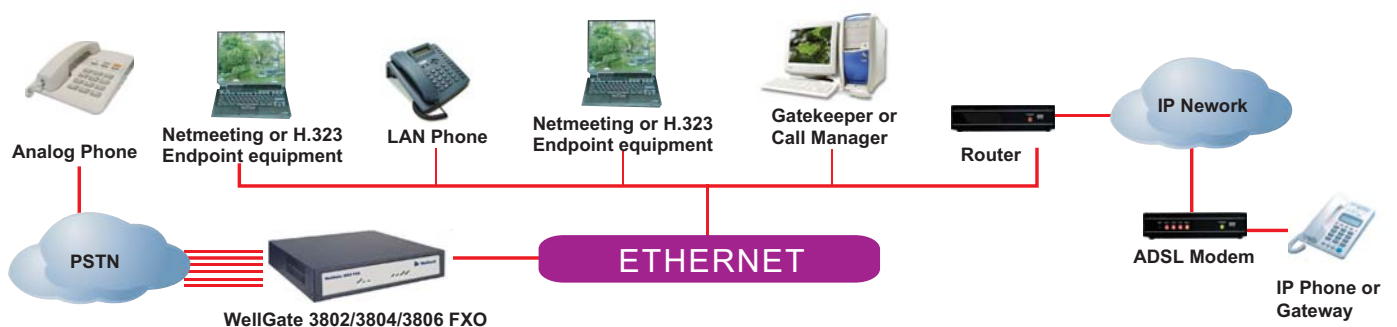 Analog Phone
Netmeeting or H.323
Endpoint equipment
LAN Phone
Netmeeting or H.323
Endpoint equipment
Gatekeeper or
Call Manager
Router
IP Nework
PSTN
ETHERNET
ADSL Modem
IP Phone or
Gateway
WellGate 3802/3804/3806 FXO